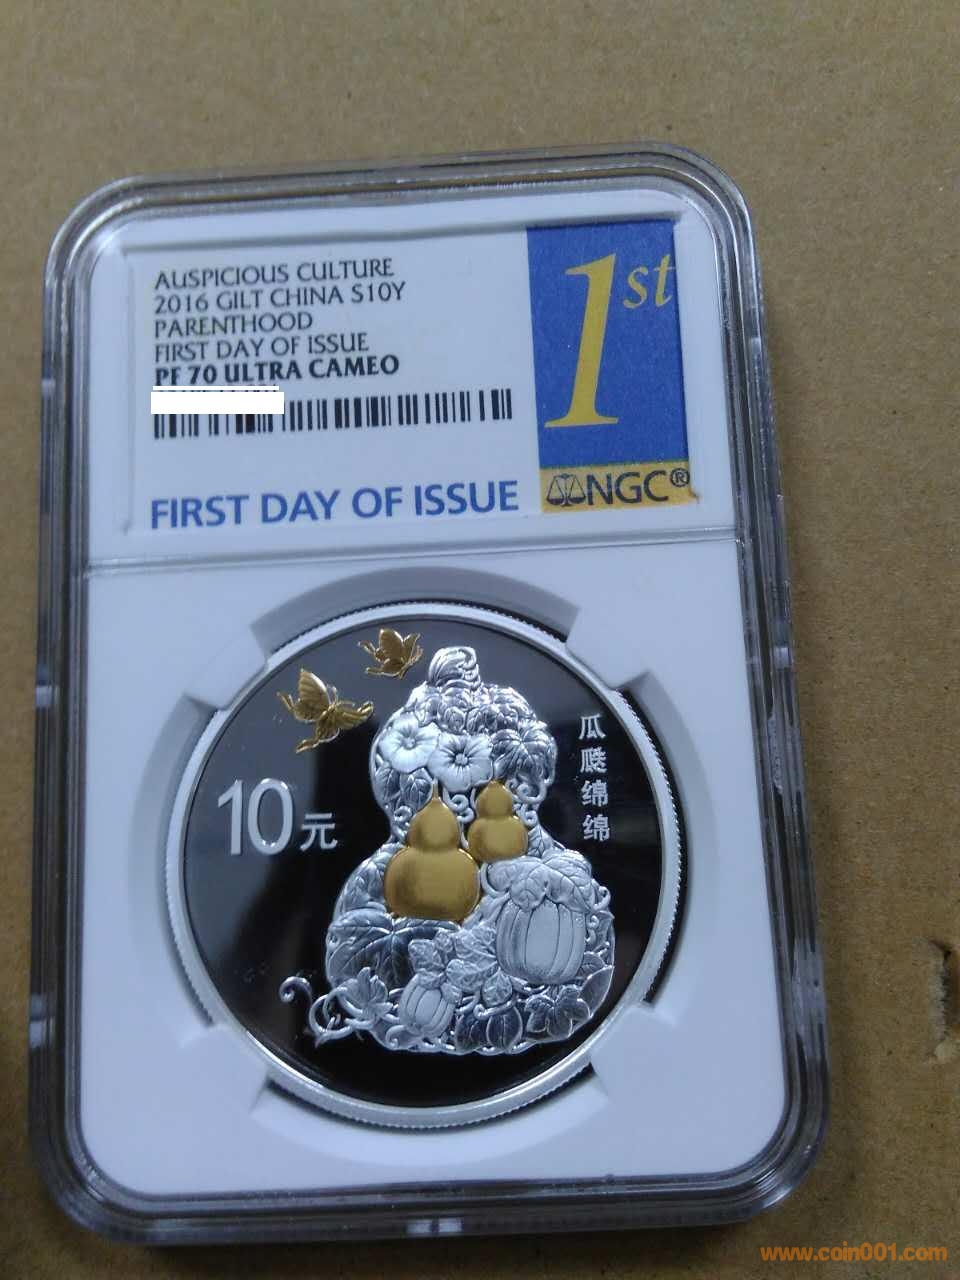 AUSPICIOUS CULTURE
2016 GILT CHINA S10Y
PARENTHOOD
FIRST DAY OF ISSUE
PF 70 ULTRA CAMEO
FIRST DAY OF ISSUE
1st
NGC®
10元
瓜瓞绵绵
www.coin001.com